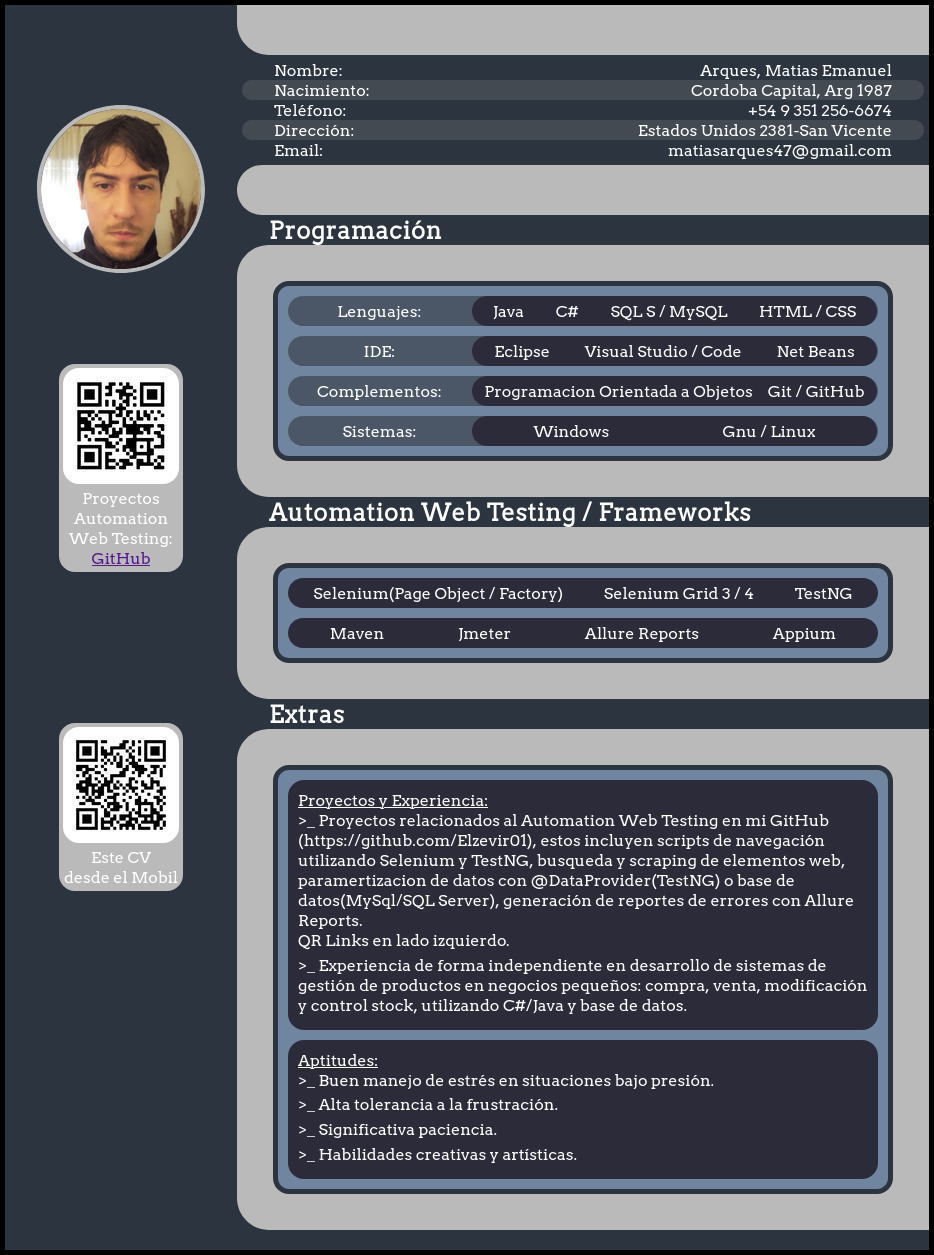 Nombre: Arques, Matias Emanuel
Nacimiento: Cordoba Capital, Arg 1987
Teléfono: +54 9 351 256-6674
Dirección: Estados Unidos 2381-San Vicente
Email: matiasarques47@gmail.com
Programación
Lenguajes: Java C# SQL S / MySQL HTML / CSS
IDE: Eclipse Visual Studio / Code Net Beans
Complementos: Programacion Orientada a Objetos Git / GitHub
Sistemas: Windows Gnu / Linux
Proyectos
Automation
Web Testing:
GitHub
Automation Web Testing / Frameworks
Selenium(Page Object / Factory) Selenium Grid 3 / 4 TestNG
Maven Jmeter Allure Reports Appium
Este CV
desde el Mobil
Extras
Proyectos y Experiencia:
>_ Proyectos relacionados al Automation Web Testing en mi GitHub
(https://github.com/Elzevir01), estos incluyen scripts de navegación
utilizando Selenium y TestNG, busqueda y scraping de elementos web,
paramertizacion de datos con @DataProvider(TestNG) o base de
datos(MySql/SQL Server), generación de reportes de errores con Allure
Reports.
QR Links en lado izquierdo.
>_ Experiencia de forma independiente en desarrollo de sistemas de
gestión de productos en negocios pequeños: compra, venta, modificación
y control stock, utilizando C#/Java y base de datos.
Aptitudes:
>_ Buen manejo de estrés en situaciones bajo presión.
>_ Alta tolerancia a la frustración.
>_ Significativa paciencia.
>_ Habilidades creativas y artísticas.